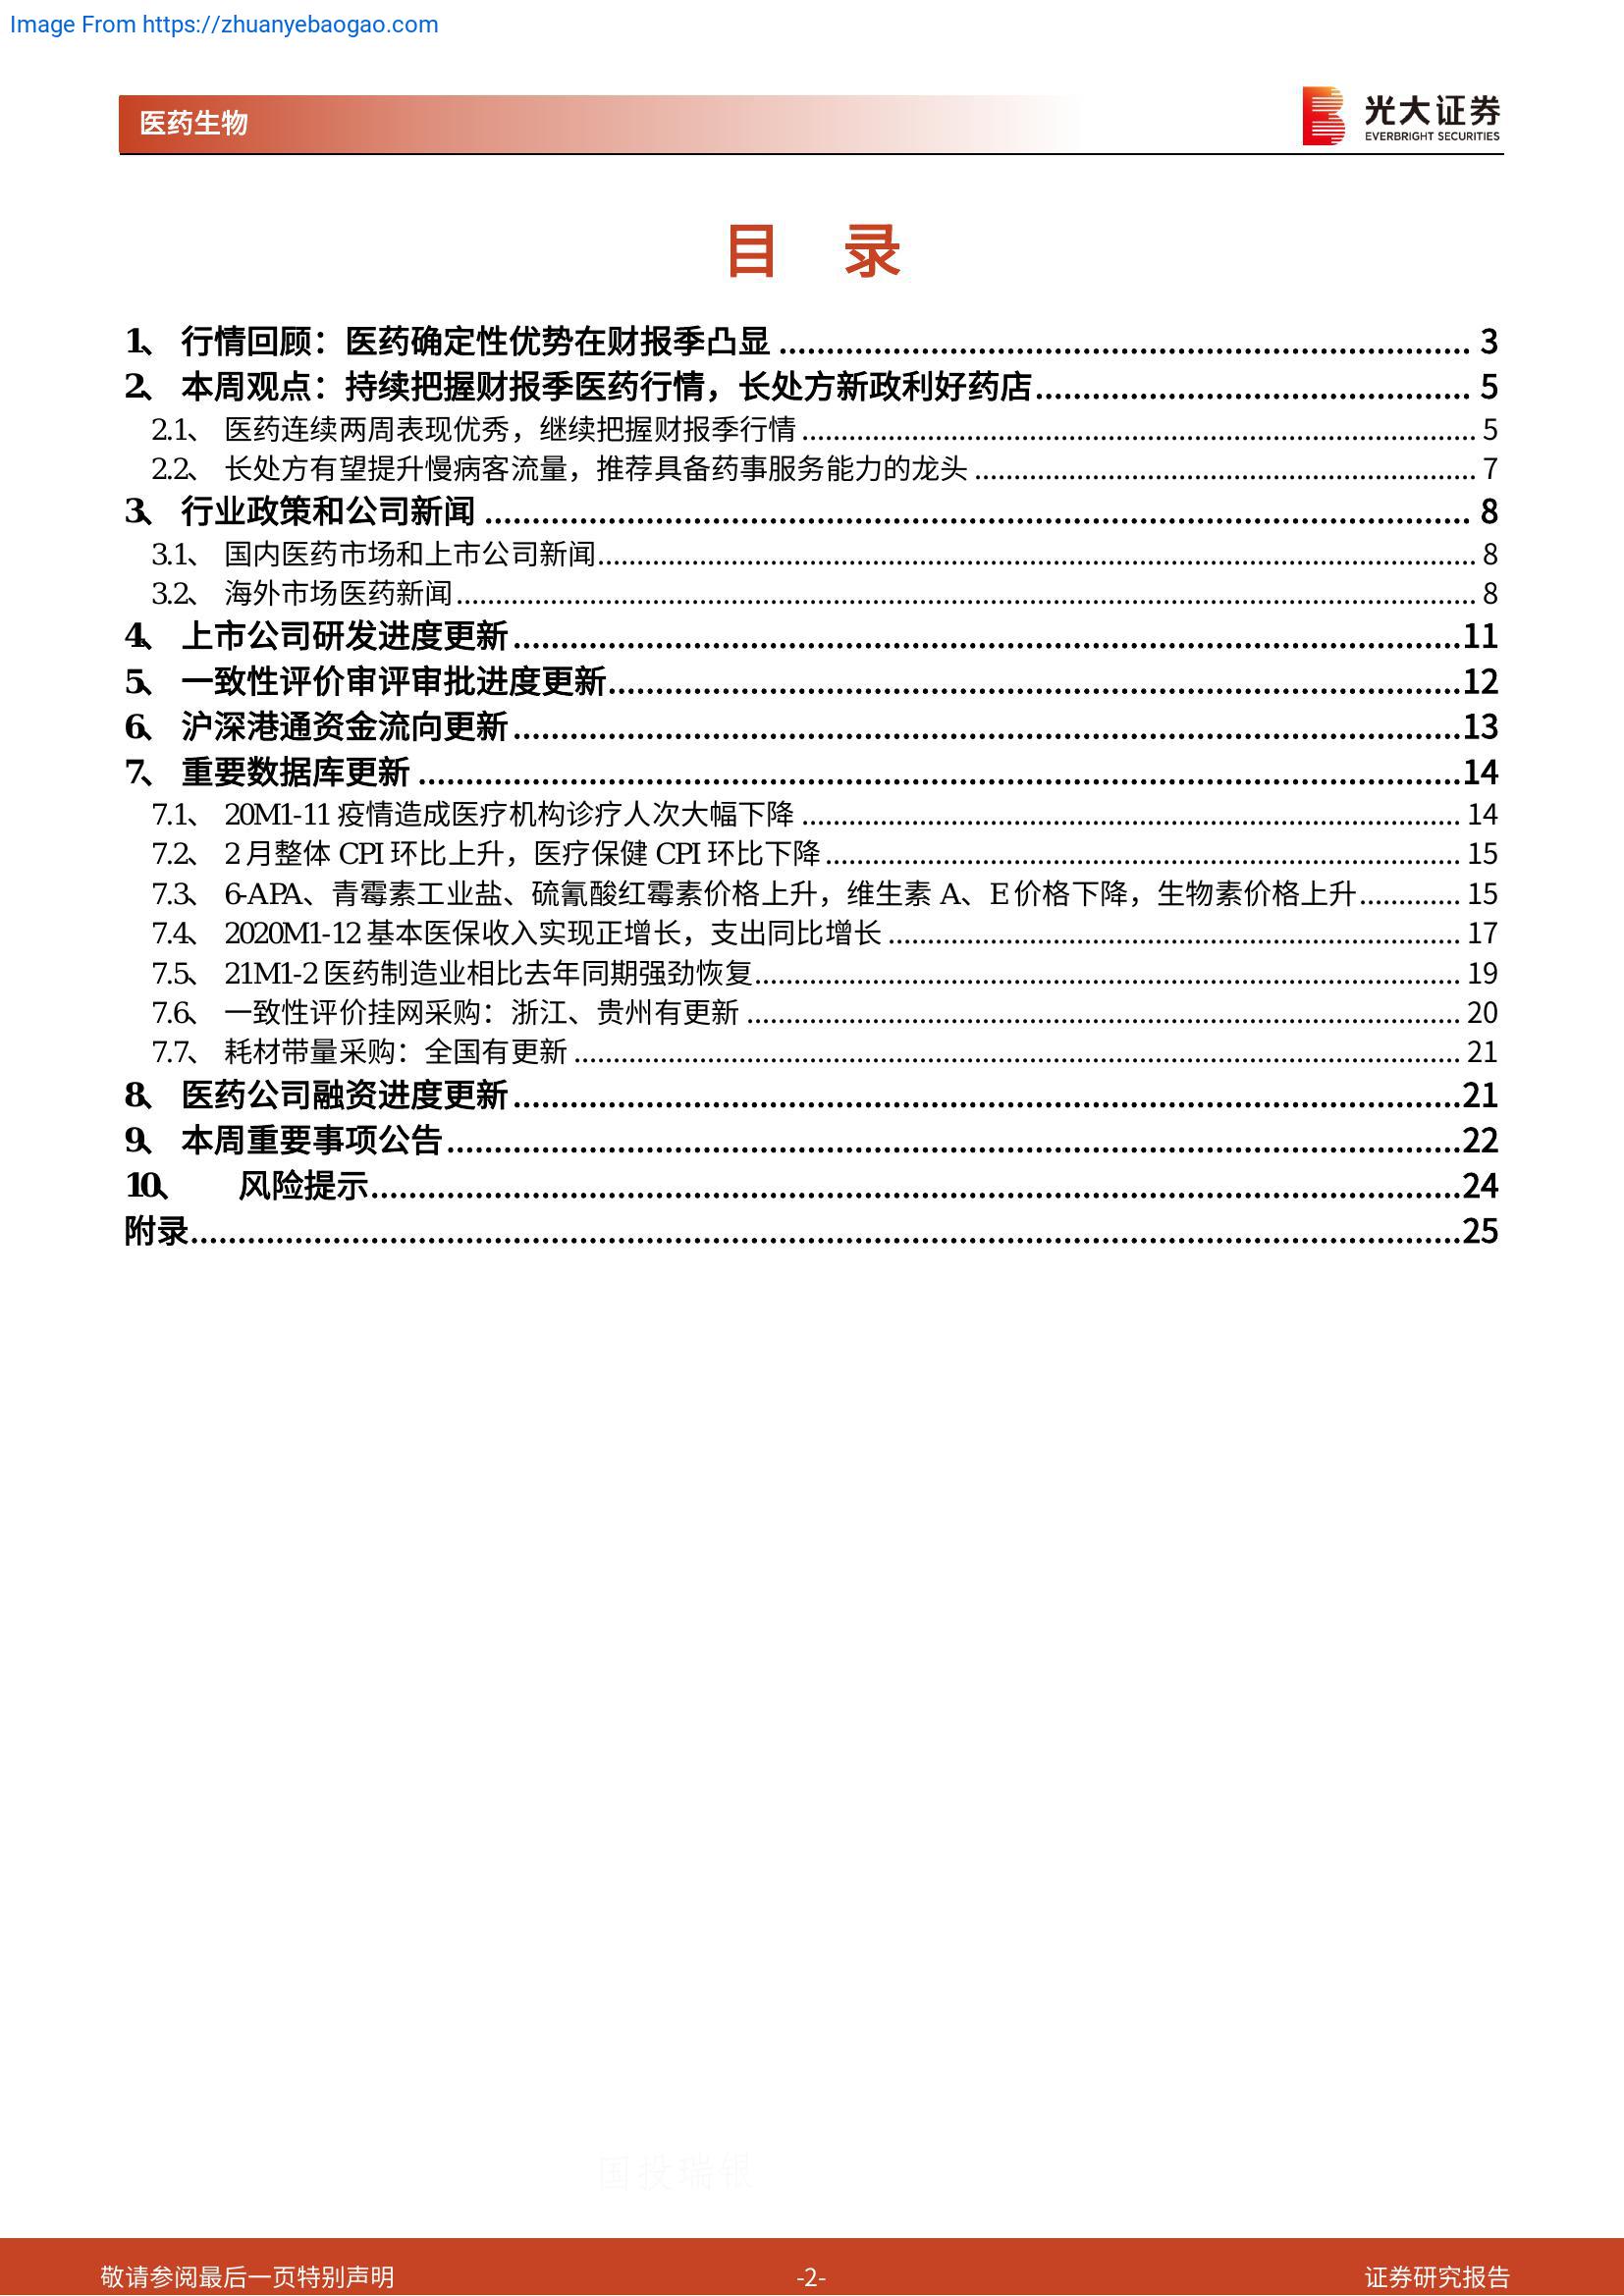 Image From https://zhuanyebaogao.com
医药生物
光大证券
EVERBRIGHT SECURITIES
目 录
1、 行情回顾：医药确定性优势在财报季凸显 3
2、 本周观点：持续把握财报季医药行情，长处方新政利好药店 5
2.1、 医药连续两周表现优秀，继续把握财报季行情 5
2.2、 长处方有望提升慢病客流量，推荐具备药事服务能力的龙头 7
3、 行业政策和公司新闻 8
3.1、 国内医药市场和上市公司新闻 8
3.2、 海外市场医药新闻 8
4、 上市公司研发进度更新 11
5、 一致性评价审评审批进度更新 12
6、 沪深港通资金流向更新 13
7、 重要数据库更新 14
7.1、 20M1-11 疫情造成医疗机构诊疗人次大幅下降 14
7.2、 2 月整体 CPI 环比上升，医疗保健 CPI 环比下降 15
7.3、 6-APA、青霉素工业盐、硫氰酸红霉素价格上升，维生素 A、E 价格下降，生物素价格上升 15
7.4、 2020M1-12 基本医保收入实现正增长，支出同比增长 17
7.5、 21M1-2 医药制造业相比去年同期强劲恢复 19
7.6、 一致性评价挂网采购：浙江、贵州有更新 20
7.7、 耗材带量采购：全国有更新 21
8、 医药公司融资进度更新 21
9、 本周重要事项公告 22
10、 风险提示 24
附录 25
国投瑞银
敬请参阅最后一页特别声明 -2- 证券研究报告